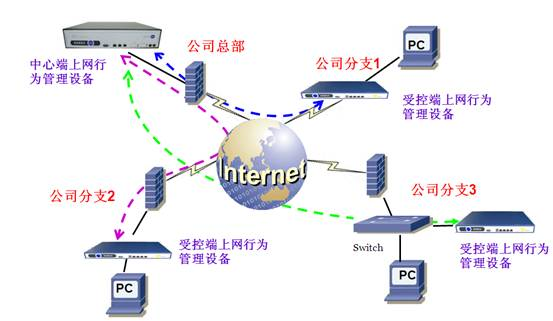 公司总部
中心端上网行
为管理设备
公司分支1
PC
受控端上网行为
管理设备
Internet
公司分支2
公司分支3
受控端上网行为
管理设备
PC
Switch
受控端上网行为
管理设备
PC